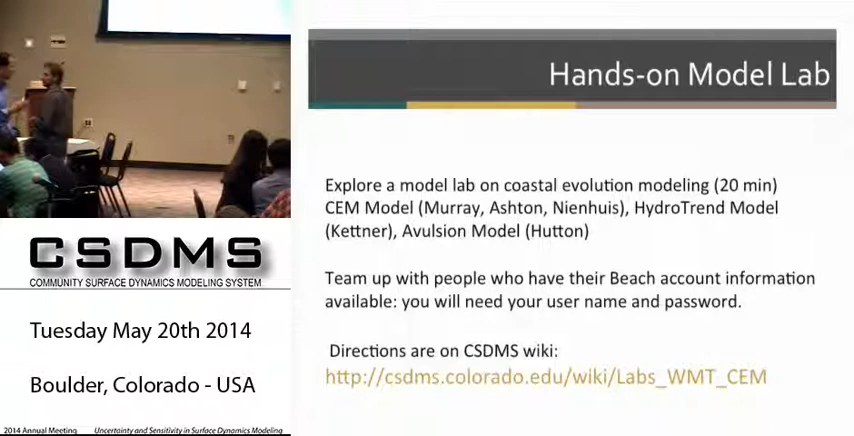 Hands-on Model Lab
Explore a model lab on coastal evolution modeling (20 min)
CEM Model (Murray, Ashton, Nienhuis), HydroTrend Model
(Kettner), Avulsion Model (Hutton)
Team up with people who have their Beach account information
available: you will need your user name and password.
Directions are on CSDMS wiki:
http://csdms.colorado.edu/wiki/Labs_WMT_CEM
CSDMS
COMMUNITY SURFACE DYNAMICS MODELING SYSTEM
Tuesday May 20th 2014
Boulder, Colorado - USA
2014 Annual Meeting Uncertainty and Sensitivity in Surface Dynamics Modeling